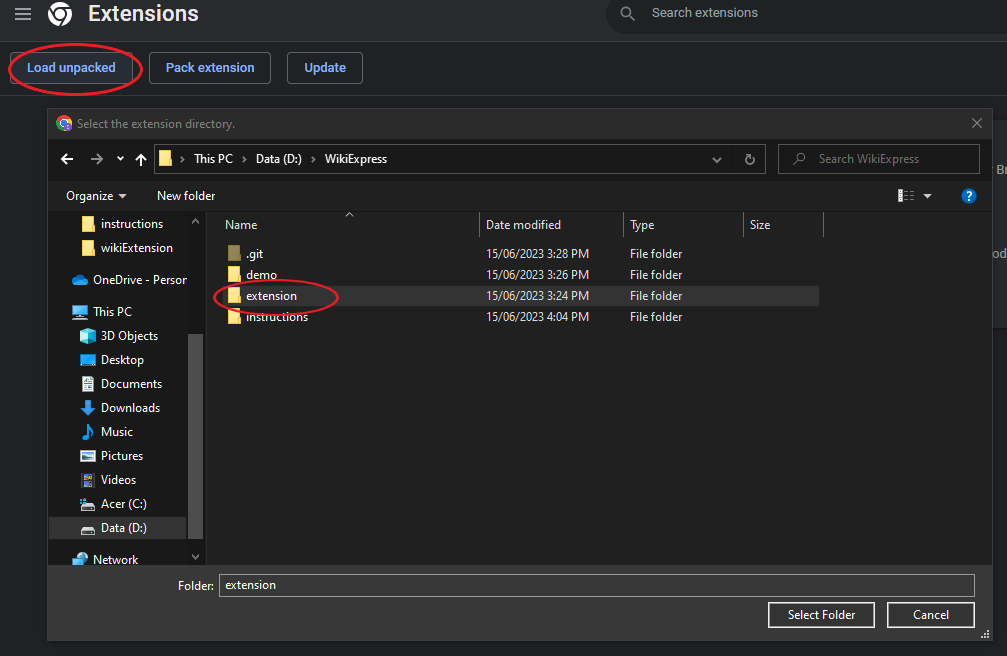 Extensions
Search extensions
Load unpacked
Pack extension
Update
Select the extension directory.
This PC > Data (D:) > WikiExpress
Search WikiExpress
Organize
New folder
Name
Date modified
Type
Size
instructions
wikiExtension
OneDrive - Person
This PC
3D Objects
Desktop
Documents
Downloads
Music
Pictures
Videos
Acer (C:)
Data (D:)
Network
.git 15/06/2023 3:28 PM File folder
demo 15/06/2023 3:26 PM File folder
extension 15/06/2023 3:24 PM File folder
instructions 15/06/2023 4:04 PM File folder
Br
od
Folder: extension
Select Folder
Cancel